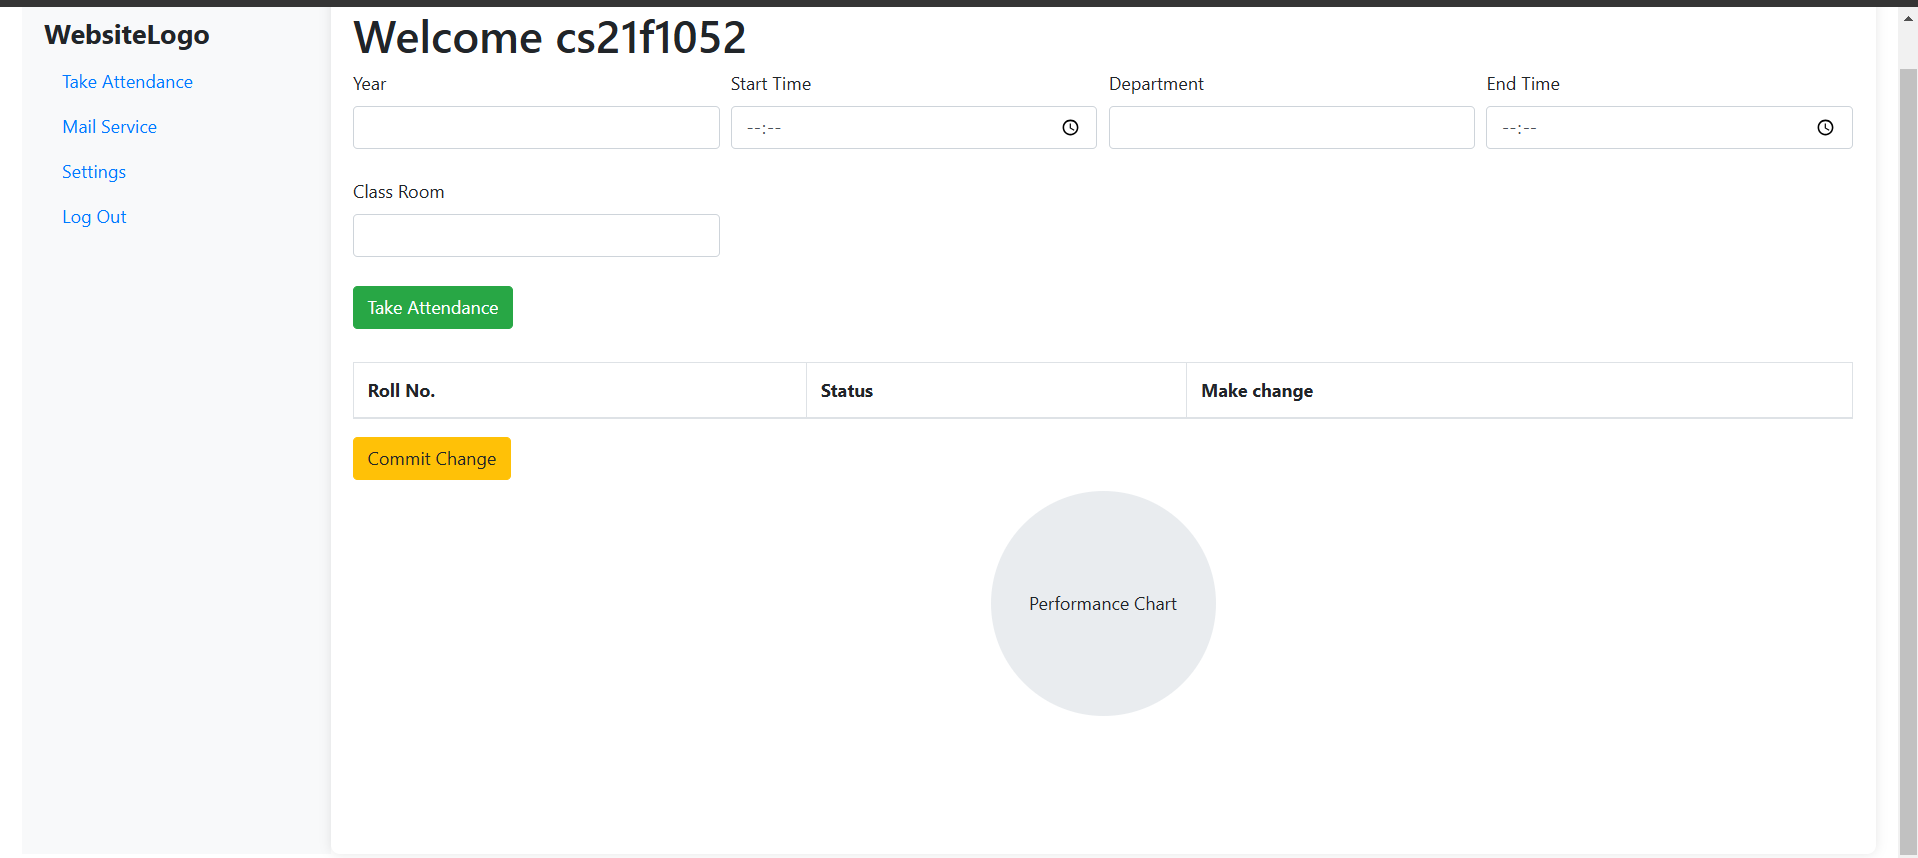 WebsiteLogo
Take Attendance
Mail Service
Settings
Log Out
Welcome cs21f1052
Year
Start Time
Department
End Time
--:--
--:--
Class Room
Take Attendance
Roll No.
Status
Make change
Commit Change
Performance Chart